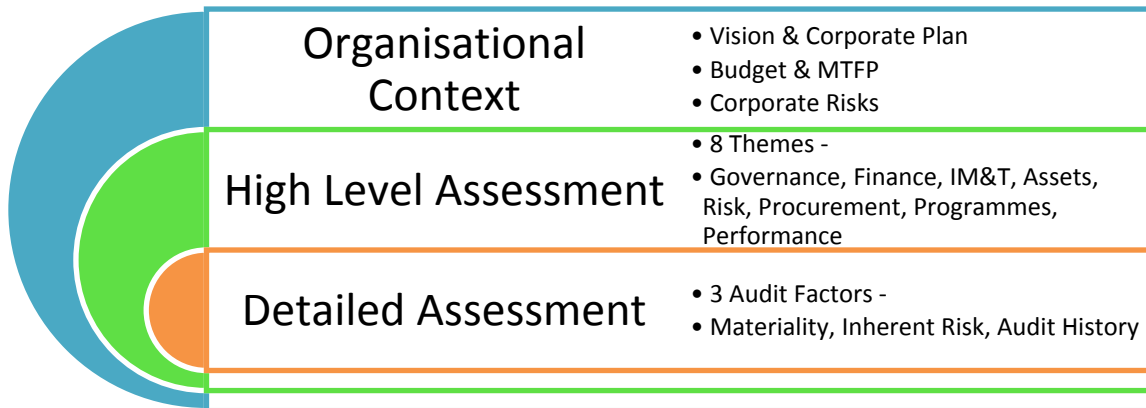 Organisational
Context
• Vision & Corporate Plan
• Budget & MTFP
• Corporate Risks
High Level Assessment
• 8 Themes -
• Governance, Finance, IM&T, Assets,
Risk, Procurement, Programmes,
Performance
Detailed Assessment
• 3 Audit Factors -
• Materiality, Inherent Risk, Audit History